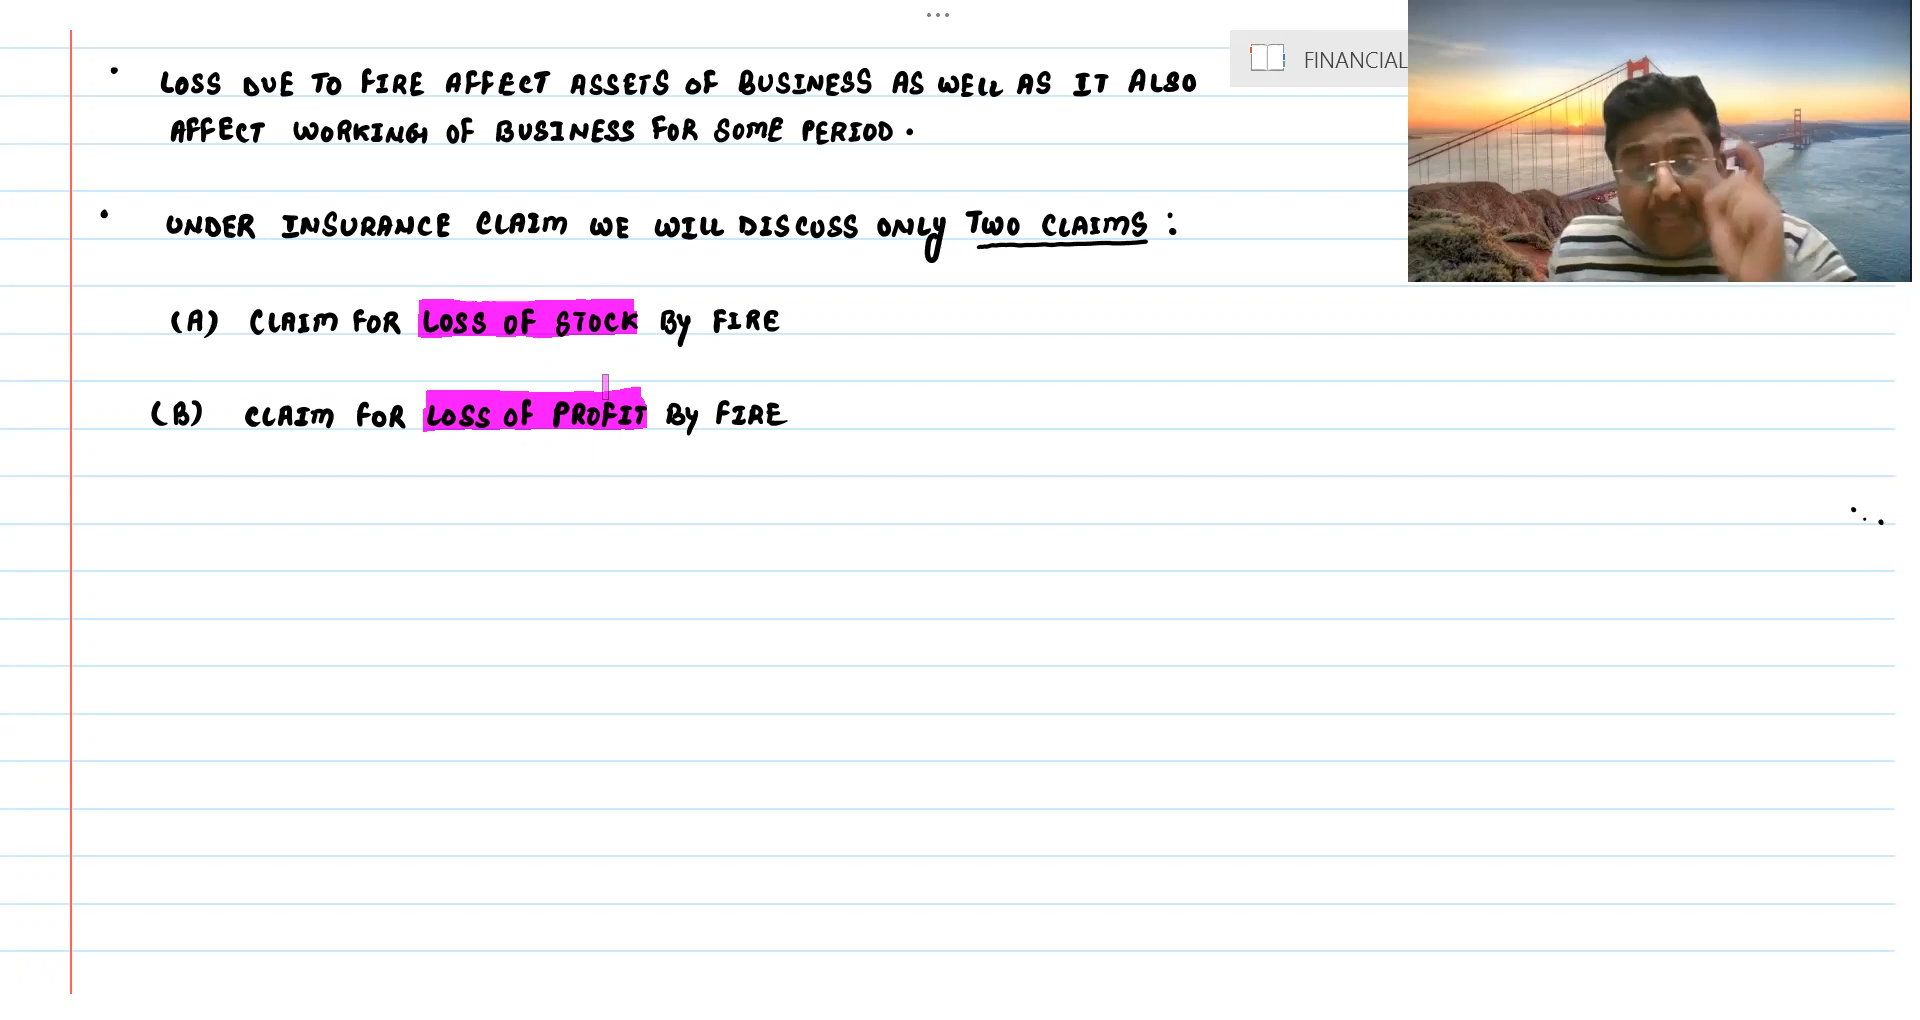 • LOSS DUE TO FIRE AFFECT ASSETS OF BUSINESS AS WELL AS IT ALSO
AFFECT WORKING OF BUSINESS FOR SOME PERIOD.
• UNDER INSURANCE CLAIM WE WILL DISCUSS ONLY TWO CLAIMS :
(A) CLAIM FOR LOSS OF STOCK BY FIRE
(B) CLAIM FOR LOSS OF PROFIT BY FIRE
FINANCIAL